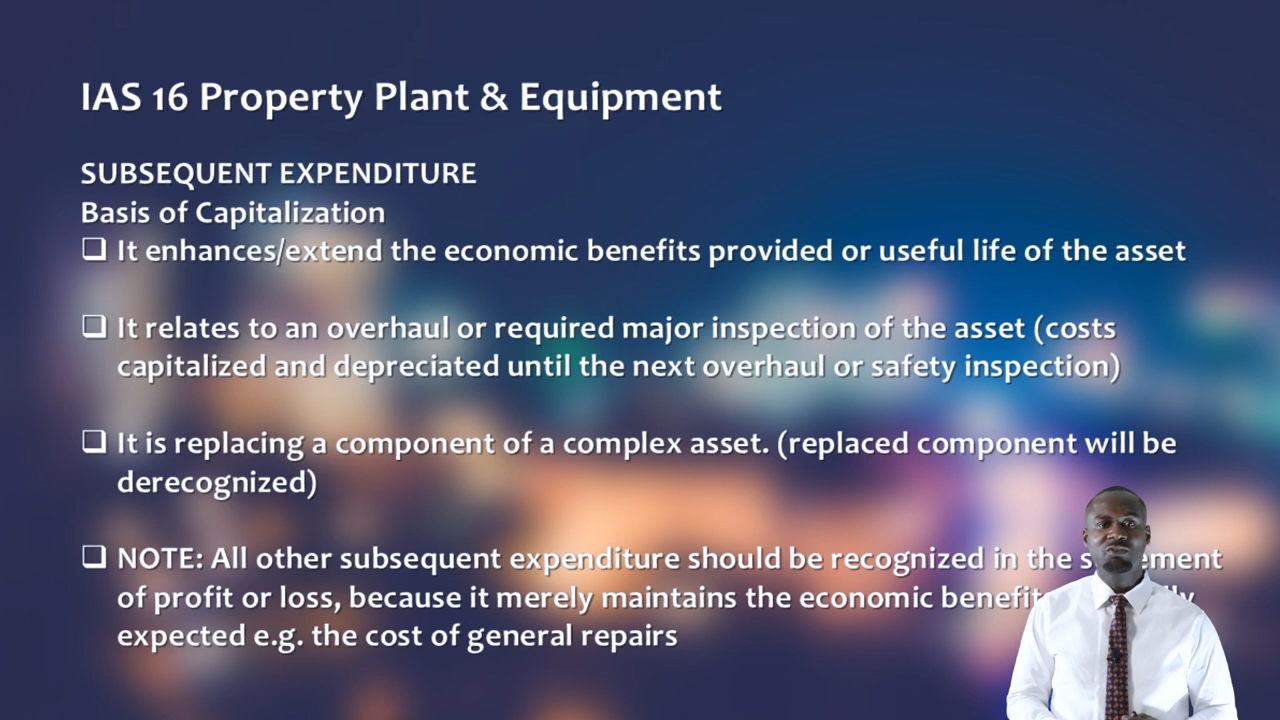 IAS 16 Property Plant & Equipment
SUBSEQUENT EXPENDITURE
Basis of Capitalization
❑ It enhances/extend the economic benefits provided or useful life of the asset
❑ It relates to an overhaul or required major inspection of the asset (costs
capitalized and depreciated until the next overhaul or safety inspection)
❑ It is replacing a component of a complex asset. (replaced component will be
derecognized)
❑ NOTE: All other subsequent expenditure should be recognized in the
of profit or loss, because it merely maintains the economic
expected e.g. the cost of general repairs